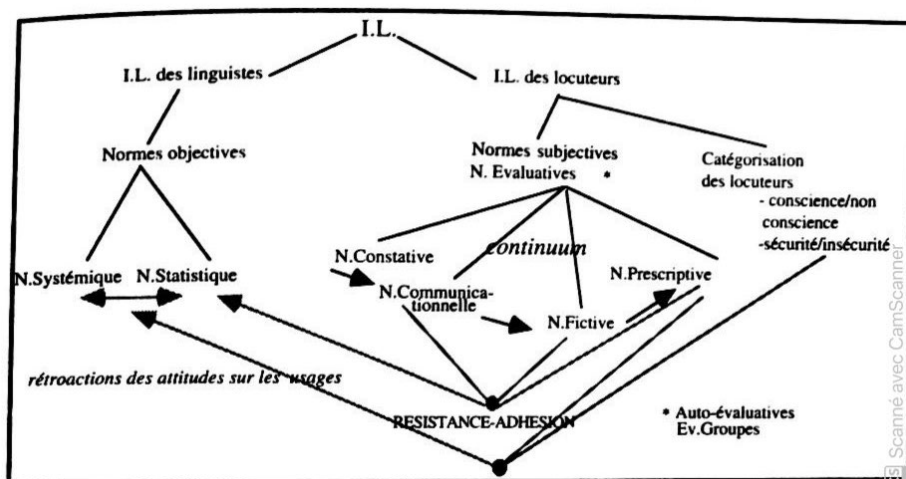 I.L.
I.L. des linguistes
I.L. des locuteurs
Normes objectives
Normes subjectives
N. Evaluatives *
Catégorisation
des locuteurs
- conscience/non
conscience
-sécurité/insécurité
continuum
N.Systémique
N.Statistique
N.Constative
N.Communica-
tionnelle
N.Fictive
N.Prescriptive
rétroactions des attitudes sur les usages
RESISTANCE-ADHESION
* Auto-évaluatives
Ev.Groupes
Scanné avec CamScanner